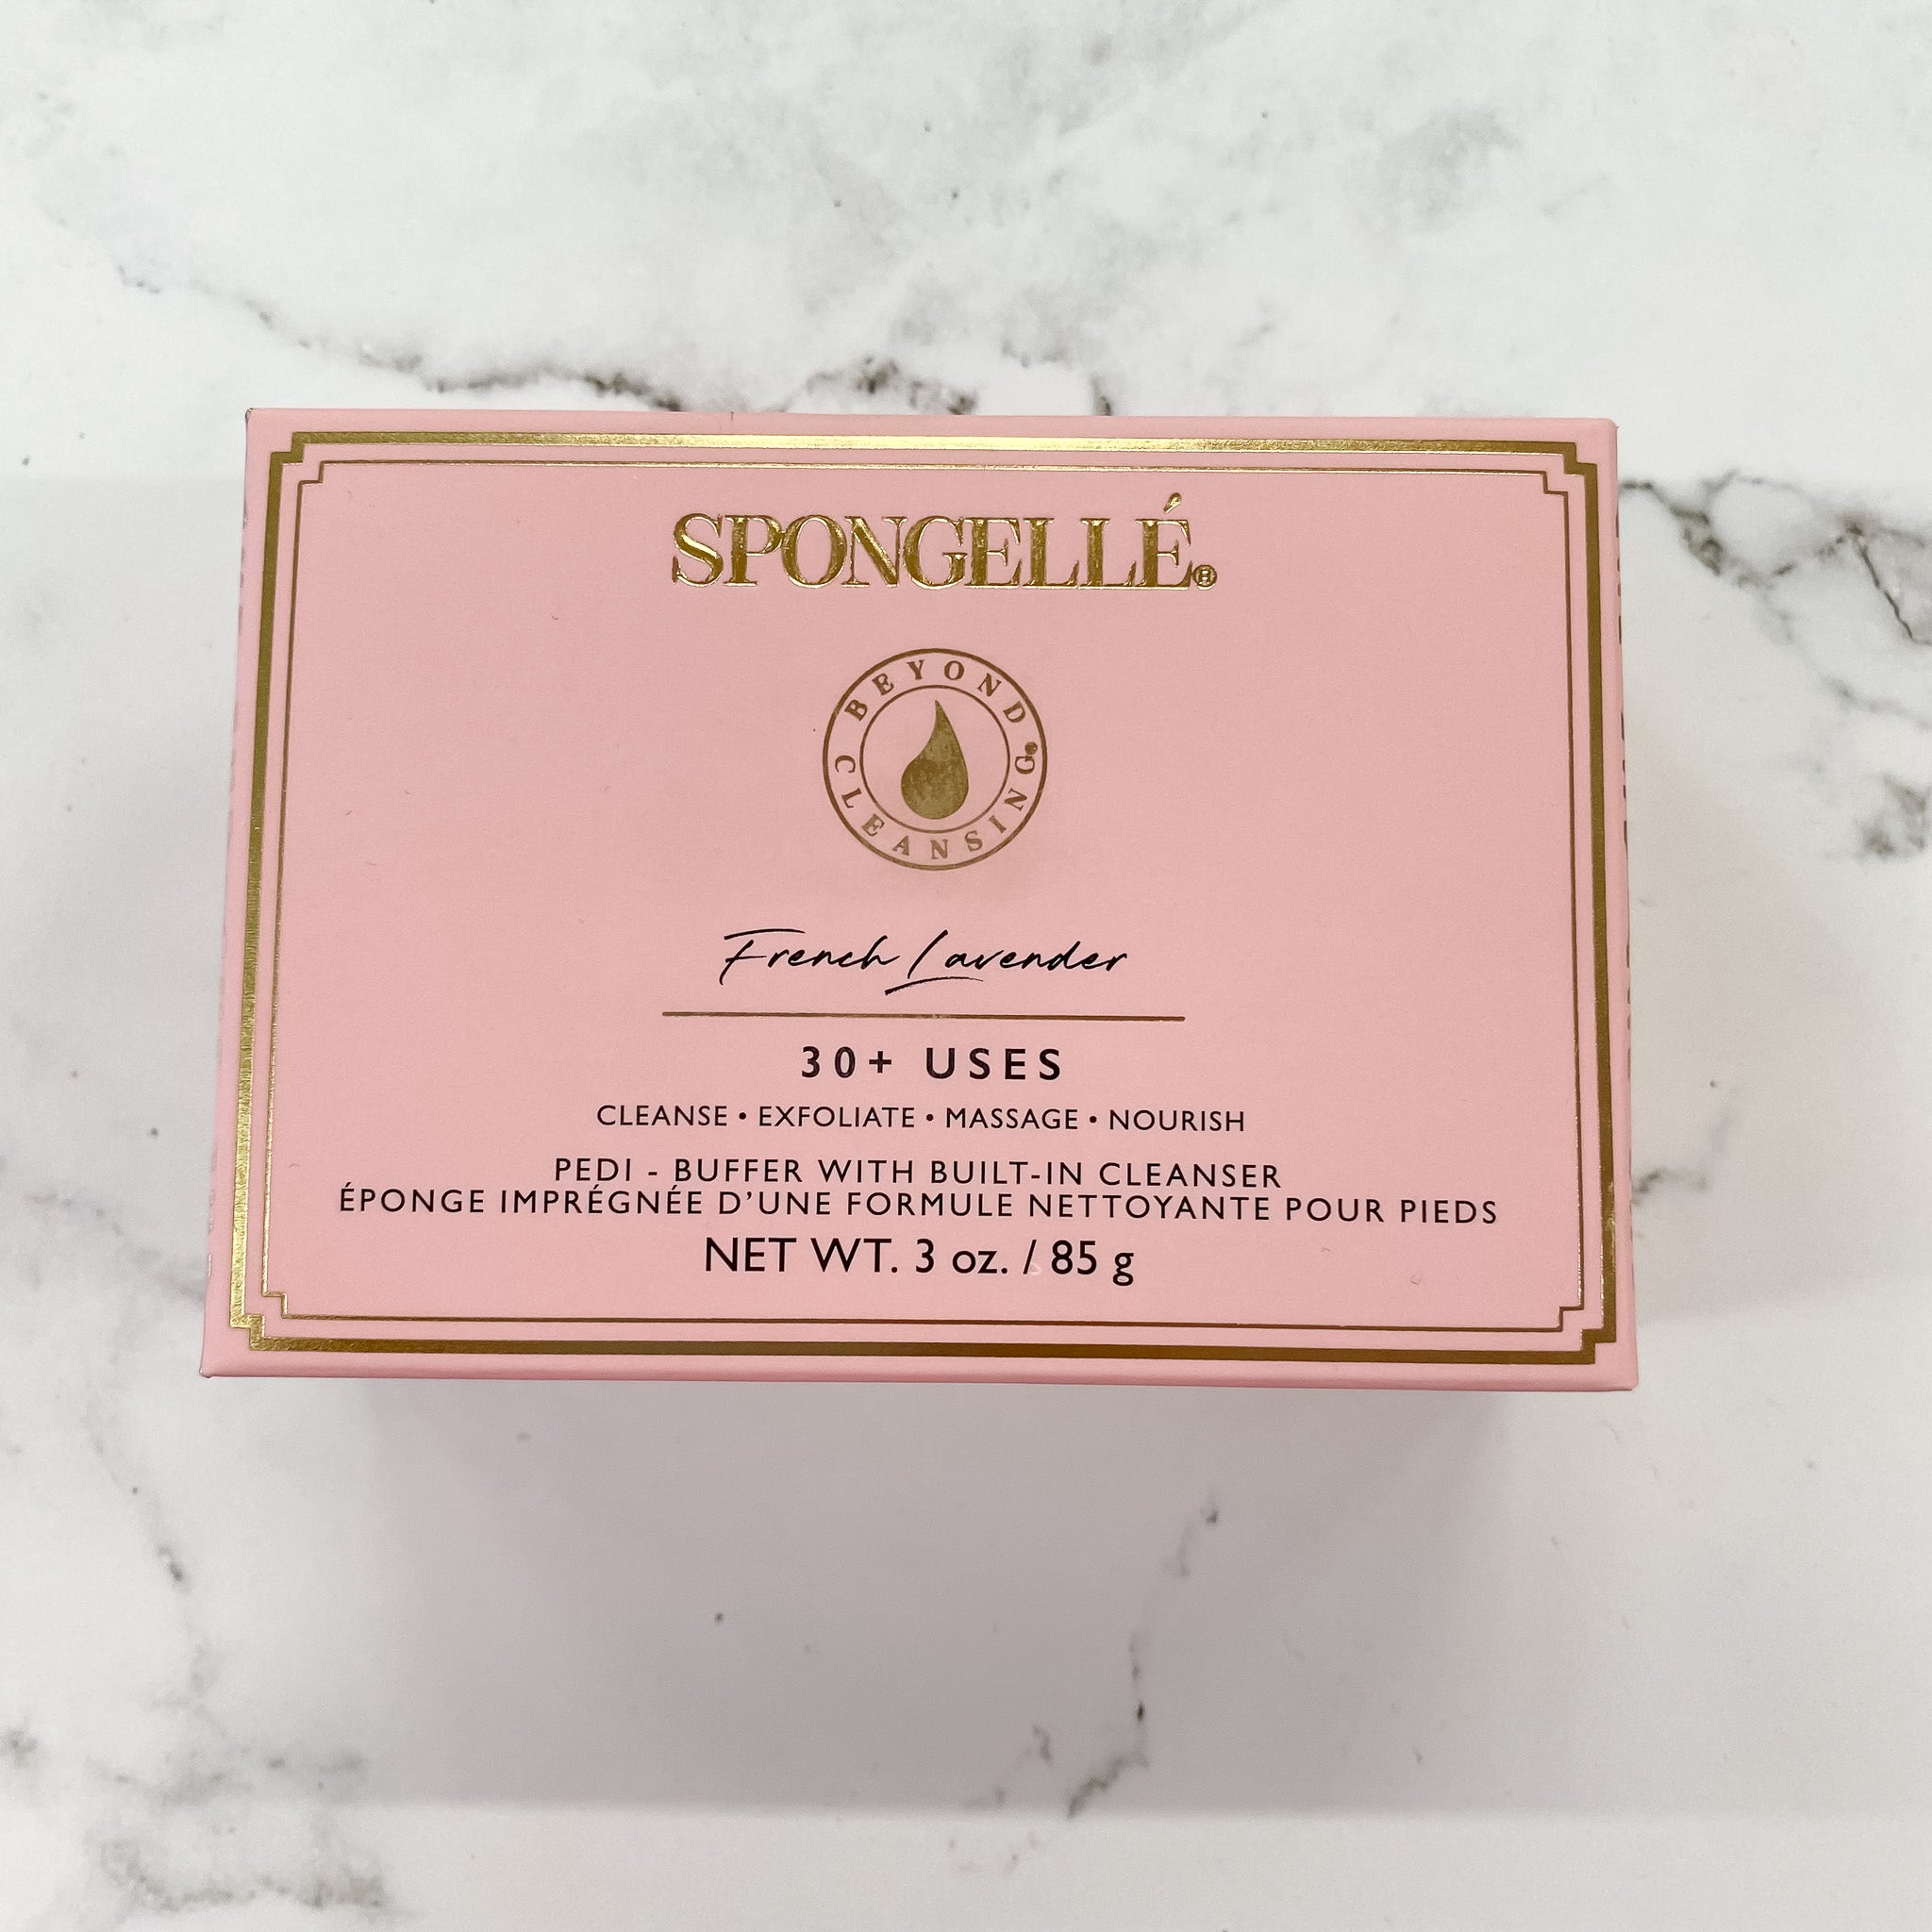 SPONGELLÉ®
BEYOND
CLEANSING®
French Lavender
30+ USES
CLEANSE • EXFOLIATE • MASSAGE • NOURISH
PEDI - BUFFER WITH BUILT-IN CLEANSER
ÉPONGE IMPRÉGNÉE D’UNE FORMULE NETTOYANTE POUR PIEDS
NET WT. 3 oz. / 85 g